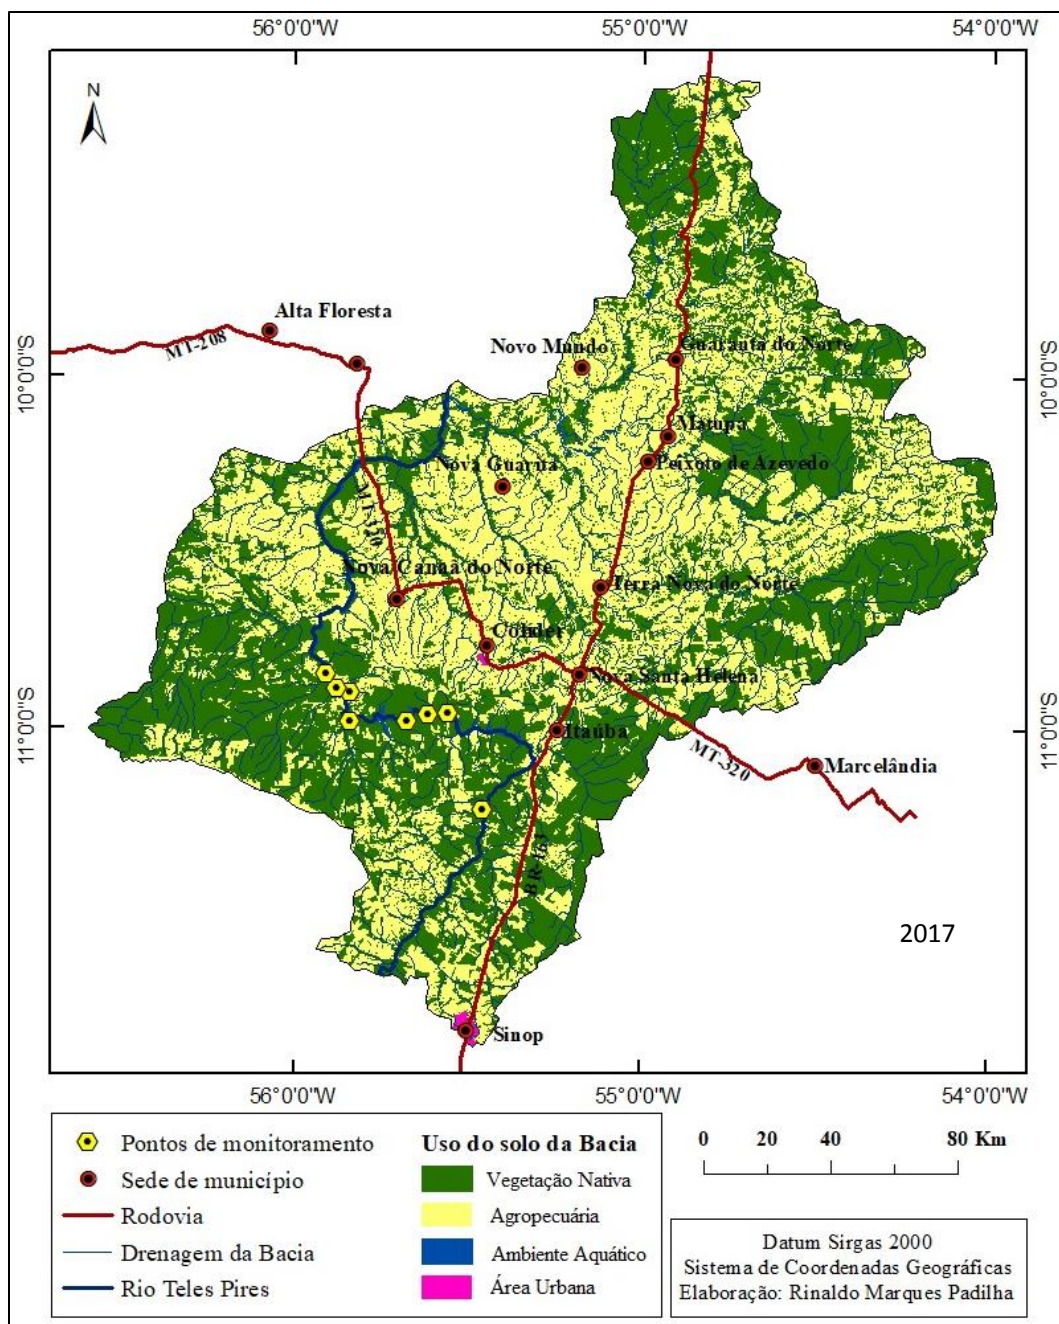 56°0'0"W 55°0'0"W 54°0'0"W
N
Alta Floresta
MT-208
Novo Mundo
Guarantã do Norte
10°0'0"S
10°0'0"S
Matupá
Nova Guarita
Peixoto de Azevedo
MT-320
Nova Canaã do Norte
Terra Nova do Norte
Colíder
Nova Santa Helena
11°0'0"S
11°0'0"S
Itaúba
MT-320
Marcelândia
BR-163
2017
Sinop
56°0'0"W 55°0'0"W 54°0'0"W
Pontos de monitoramento
Sede de município
Rodovia
Drenagem da Bacia
Rio Teles Pires
Uso do solo da Bacia
Vegetação Nativa
Agropecuária
Ambiente Aquático
Área Urbana
0 20 40 80 Km
Datum Sirgas 2000
Sistema de Coordenadas Geográficas
Elaboração: Rinaldo Marques Padilha